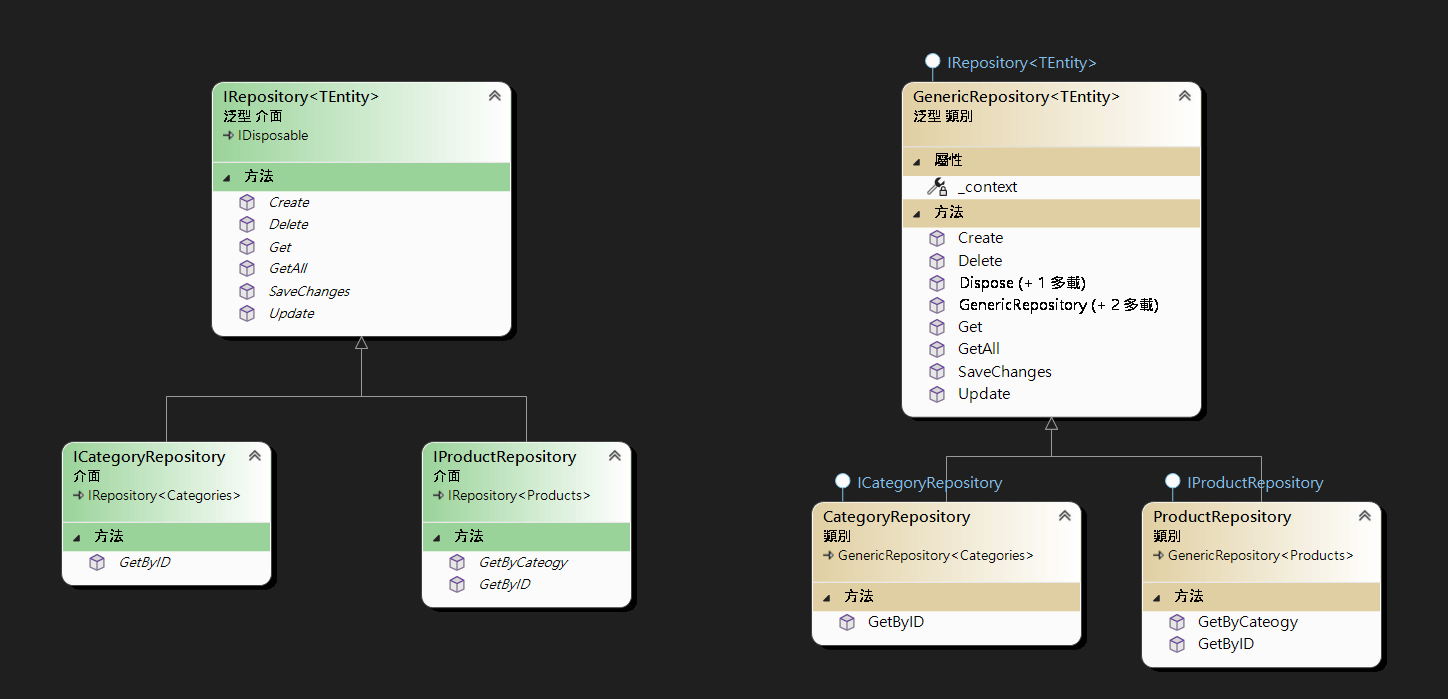 IRepository<TEntity>
泛型 介面
IDisposable
方法
Create
Delete
Get
GetAll
SaveChanges
Update
ICategoryRepository
介面
IRepository<Categories>
方法
GetByID
IProductRepository
介面
IRepository<Products>
方法
GetByCateogy
GetByID
IRepository<TEntity>
GenericRepository<TEntity>
泛型 類別
屬性
_context
方法
Create
Delete
Dispose (+ 1 多載)
GenericRepository (+ 2 多載)
Get
GetAll
SaveChanges
Update
ICategoryRepository
CategoryRepository
類別
GenericRepository<Categories>
方法
GetByID
IProductRepository
ProductRepository
類別
GenericRepository<Products>
方法
GetByCateogy
GetByID